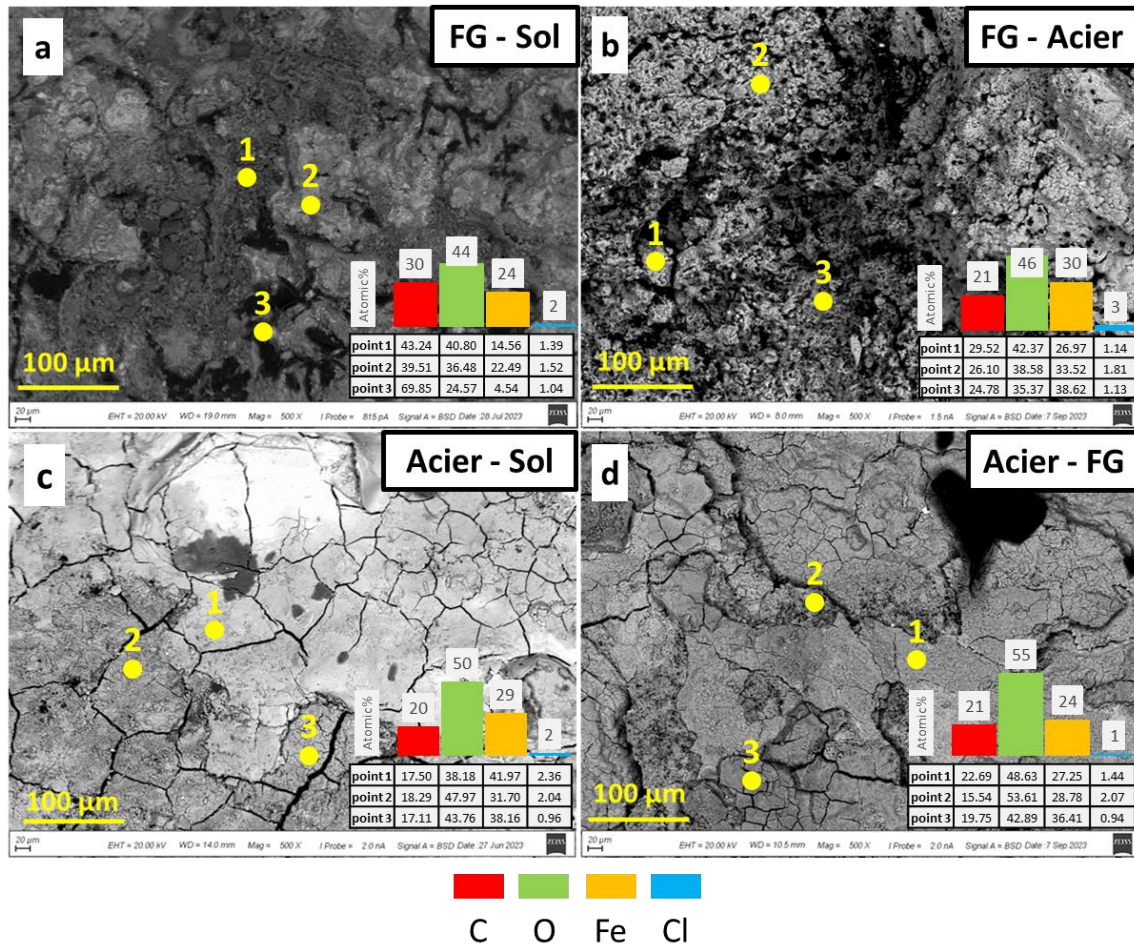 a
FG - Sol
1
2
3
Atomic%
30
44
24
2
point 1 43.24 40.80 14.56 1.39
point 2 39.51 36.48 22.49 1.52
point 3 69.85 24.57 4.54 1.04
100 µm
20 µm
EHT = 20.00 kV WD = 19.0 mm Mag = 500 X I Probe = 815 pA Signal A = BSD Date :28 Jul 2023
ZEISS
b
FG - Acier
2
1
3
Atomic%
21
46
30
3
point 1 29.52 42.37 26.97 1.14
point 2 26.10 38.58 33.52 1.81
point 3 24.78 35.37 38.62 1.13
100 µm
20 µm
EHT = 20.00 kV WD = 8.0 mm Mag = 500 X I Probe = 1.5 nA Signal A = BSD Date :7 Sep 2023
ZEISS
c
Acier - Sol
1
2
3
Atomic%
20
50
29
2
point 1 17.50 38.18 41.97 2.36
point 2 18.29 47.97 31.70 2.04
point 3 17.11 43.76 38.16 0.96
100 µm
20 µm
EHT = 20.00 kV WD = 14.0 mm Mag = 500 X I Probe = 2.0 nA Signal A = BSD Date :27 Jun 2023
ZEISS
d
Acier - FG
2
1
3
Atomic%
21
55
24
1
point 1 22.69 48.63 27.25 1.44
point 2 15.54 53.61 28.78 2.07
point 3 19.75 42.89 36.41 0.94
100 µm
20 µm
EHT = 20.00 kV WD = 10.5 mm Mag = 500 X I Probe = 2.0 nA Signal A = BSD Date :7 Sep 2023
ZEISS
C O Fe Cl